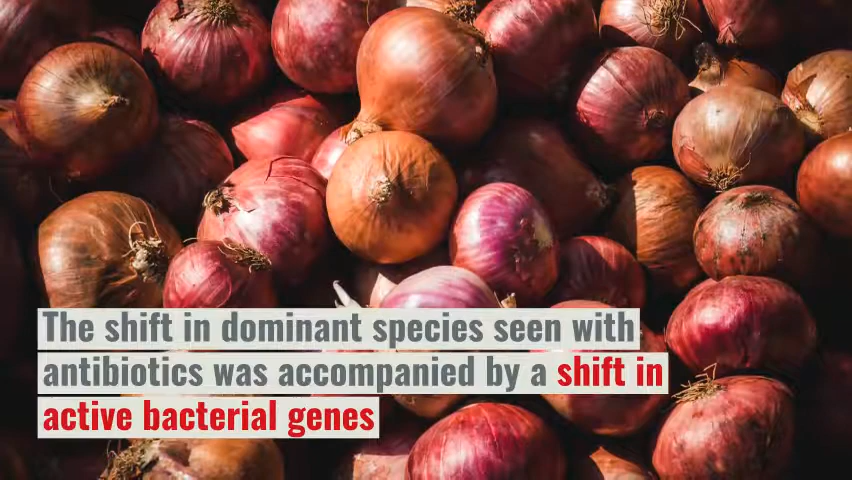 The shift in dominant species seen with
antibiotics was accompanied by a shift in
active bacterial genes